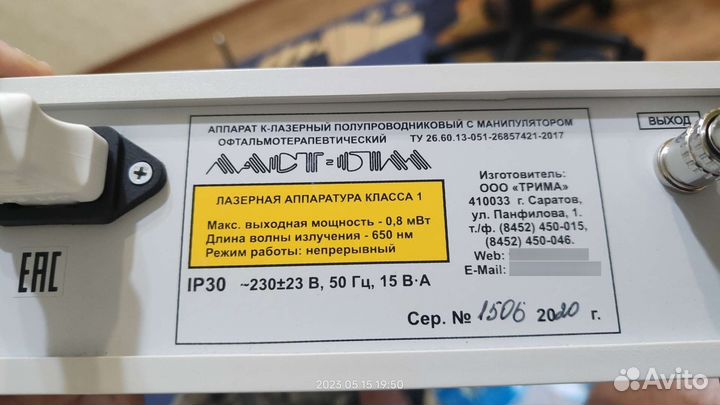 АППАРАТ К-ЛАЗЕРНЫЙ ПОЛУПРОВОДНИКОВЫЙ С МАНИПУЛЯТОРОМ
ОФТАЛЬМОТЕРАПЕВТИЧЕСКИЙ ТУ 26.60.13-051-26857421-2017
ЛАЗЕРНАЯ АППАРАТУРА КЛАССА 1
Макс. выходная мощность - 0,8 мВт
Длина волны излучения - 650 нм
Режим работы: непрерывный
IP30 ~230±23 В, 50 Гц, 15 В·А
Изготовитель:
ООО «ТРИМА»
410033 г. Саратов,
ул. Панфилова, 1.
т./ф. (8452) 450-015,
(8452) 450-046.
Web:
E-Mail:
Сер. № 1506 2020 г.
ВЫХОД
EAC
2023.05.15 19:50
Avito